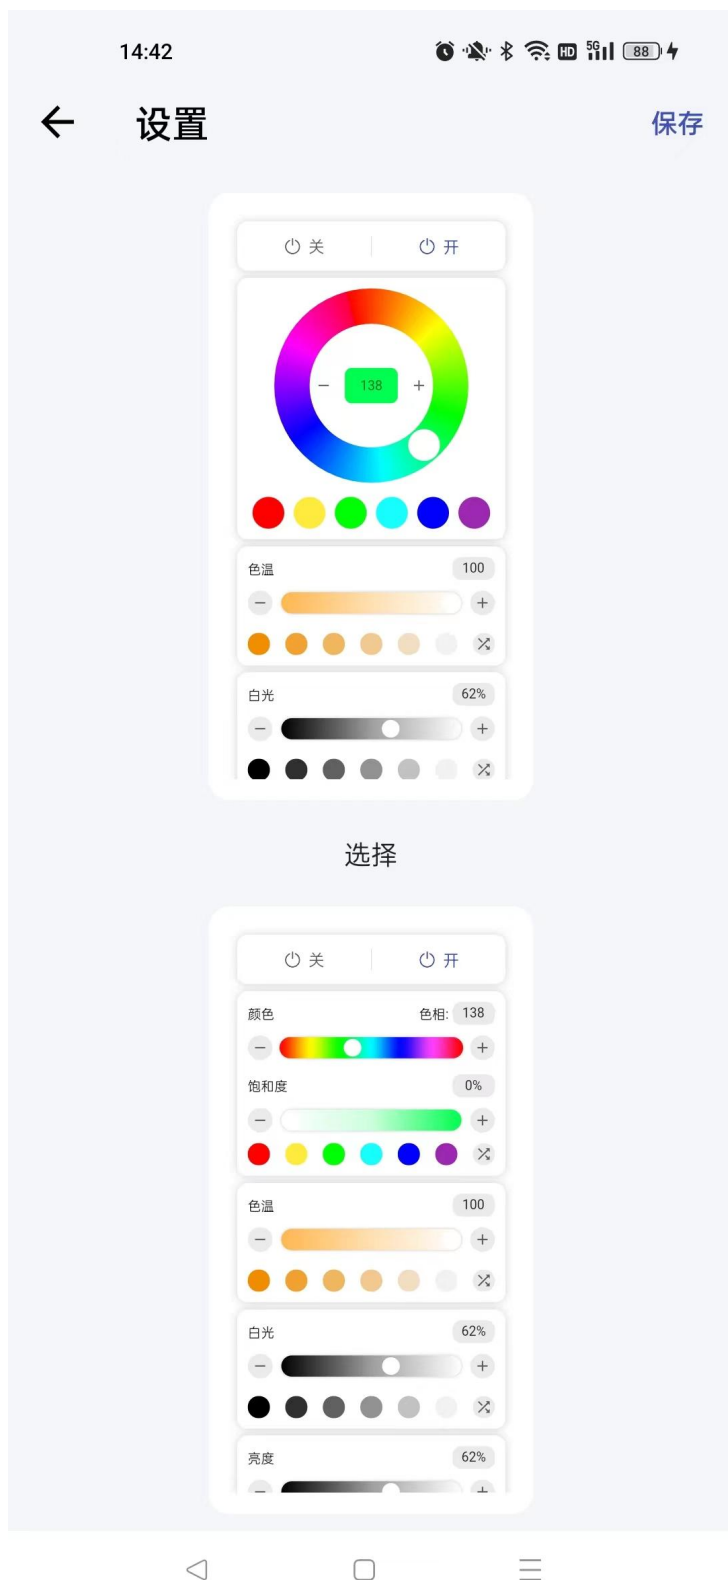 14:42
HD 5G 88
设置
保存
关 开
− 138 +
色温 100
− +
白光 62%
− +
选择
关 开
颜色 色相: 138
− +
饱和度 0%
− +
色温 100
− +
白光 62%
− +
亮度 62%
− +